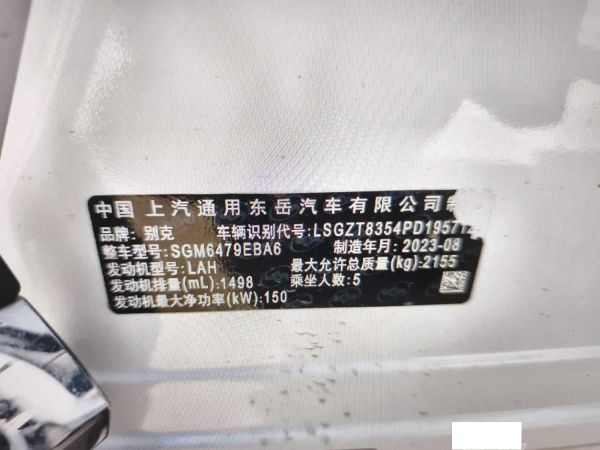 中国 上汽通用东岳汽车有限公司制
品牌:别克 车辆识别代号:LSGZT8354PD195712
整车型号:SGM6479EBA6 制造年月:2023-08
发动机型号:LAH 最大允许总质量(kg):2155
发动机排量(mL):1498 乘坐人数:5
发动机最大净功率(kW):150